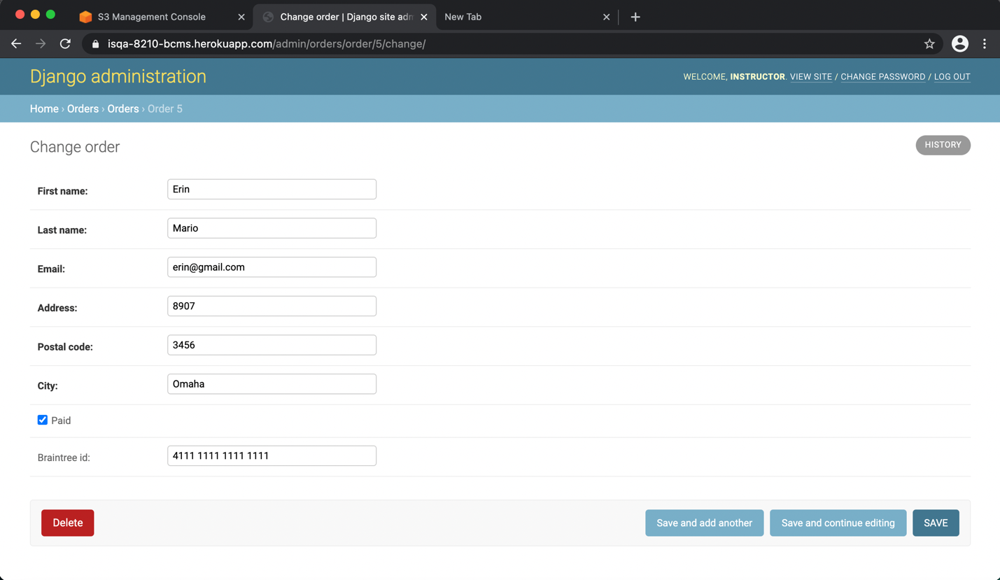 S3 Management Console
Change order | Django site adm
New Tab
isqa-8210-bcms.herokuapp.com/admin/orders/order/5/change/
Django administration
WELCOME, INSTRUCTOR. VIEW SITE / CHANGE PASSWORD / LOG OUT
Home › Orders › Orders › Order 5
Change order
HISTORY
First name: Erin
Last name: Mario
Email: erin@gmail.com
Address: 8907
Postal code: 3456
City: Omaha
Paid
Braintree id: 4111 1111 1111 1111
Delete
Save and add another
Save and continue editing
SAVE